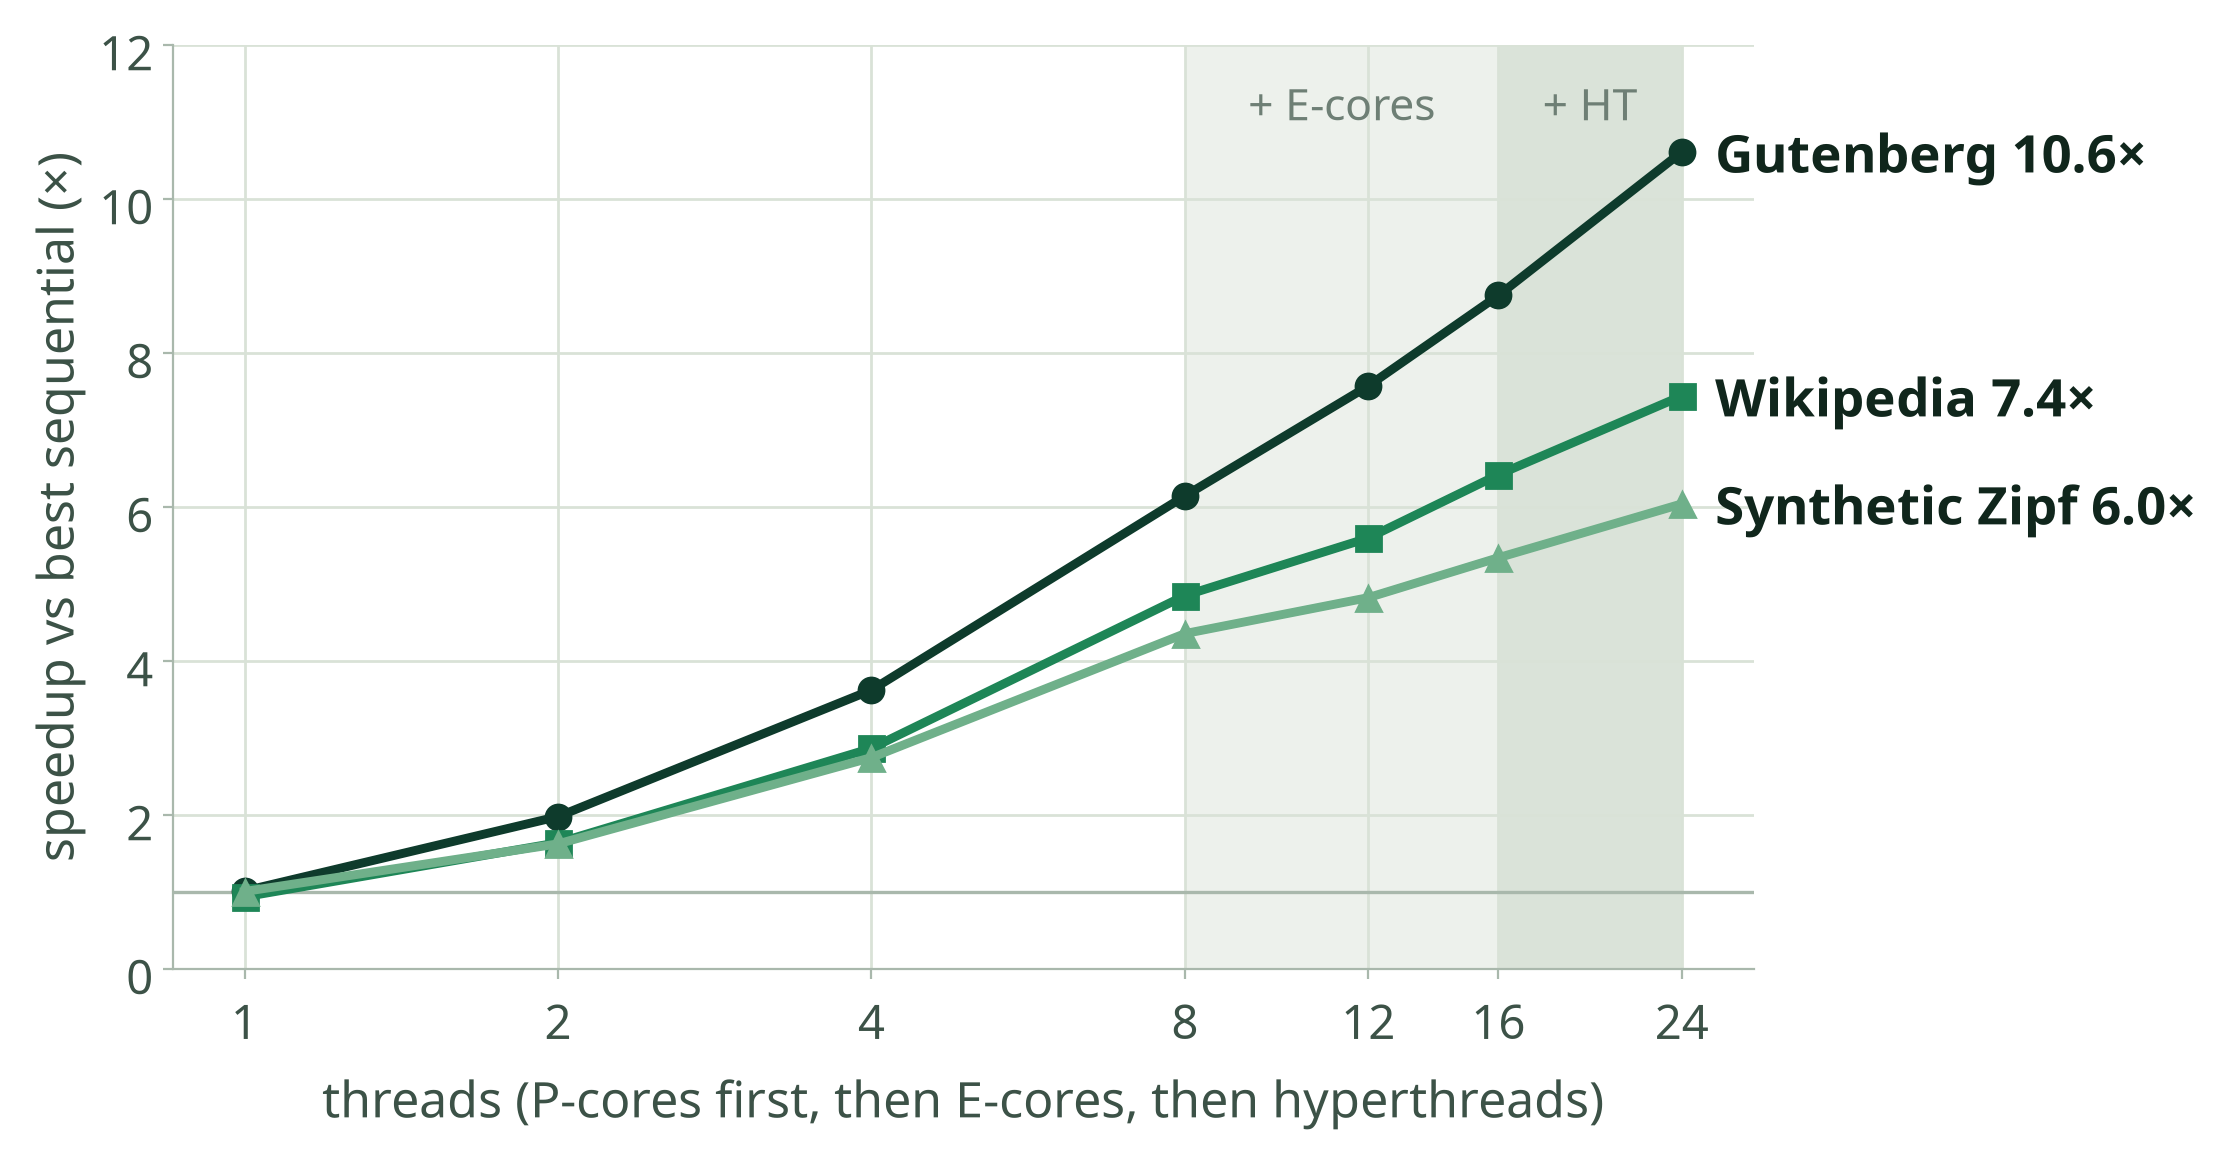 12
10
8
6
4
2
0
speedup vs best sequential (×)
+ E-cores
+ HT
Gutenberg 10.6×
Wikipedia 7.4×
Synthetic Zipf 6.0×
1 2 4 8 12 16 24
threads (P-cores first, then E-cores, then hyperthreads)